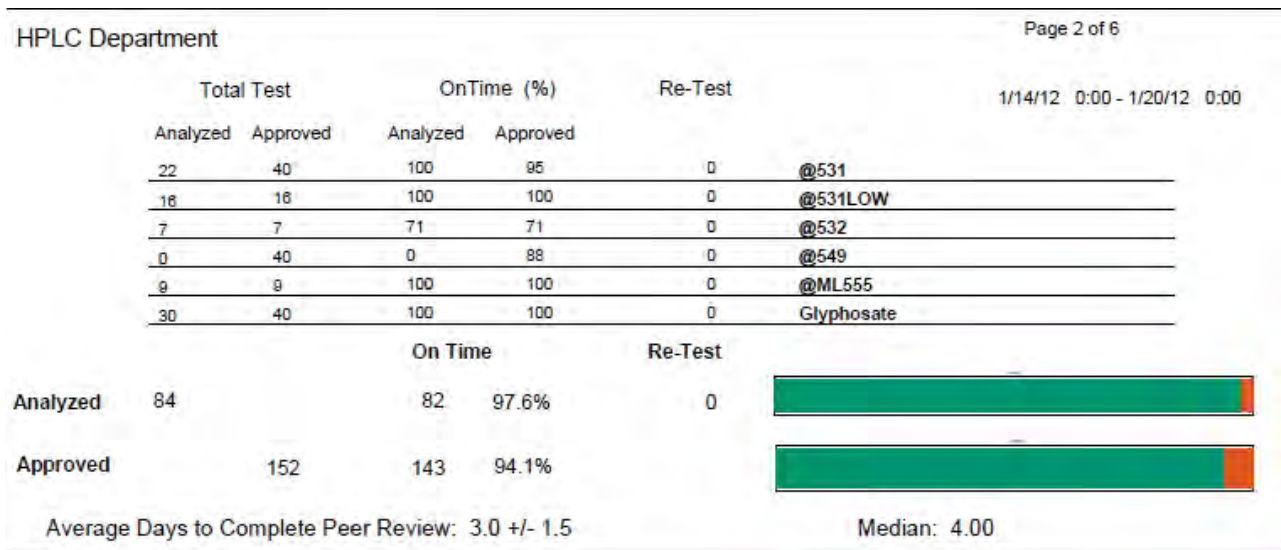 HPLC Department
Page 2 of 6
Total Test OnTime (%) Re-Test
1/14/12 0:00 - 1/20/12 0:00
Analyzed Approved Analyzed Approved
22 40 100 95 0 @531
16 16 100 100 0 @531LOW
7 7 71 71 0 @532
0 40 0 88 0 @549
9 9 100 100 0 @ML555
30 40 100 100 0 Glyphosate
On Time Re-Test
Analyzed 84 82 97.6% 0
Approved 152 143 94.1%
Average Days to Complete Peer Review: 3.0 +/- 1.5 Median: 4.00